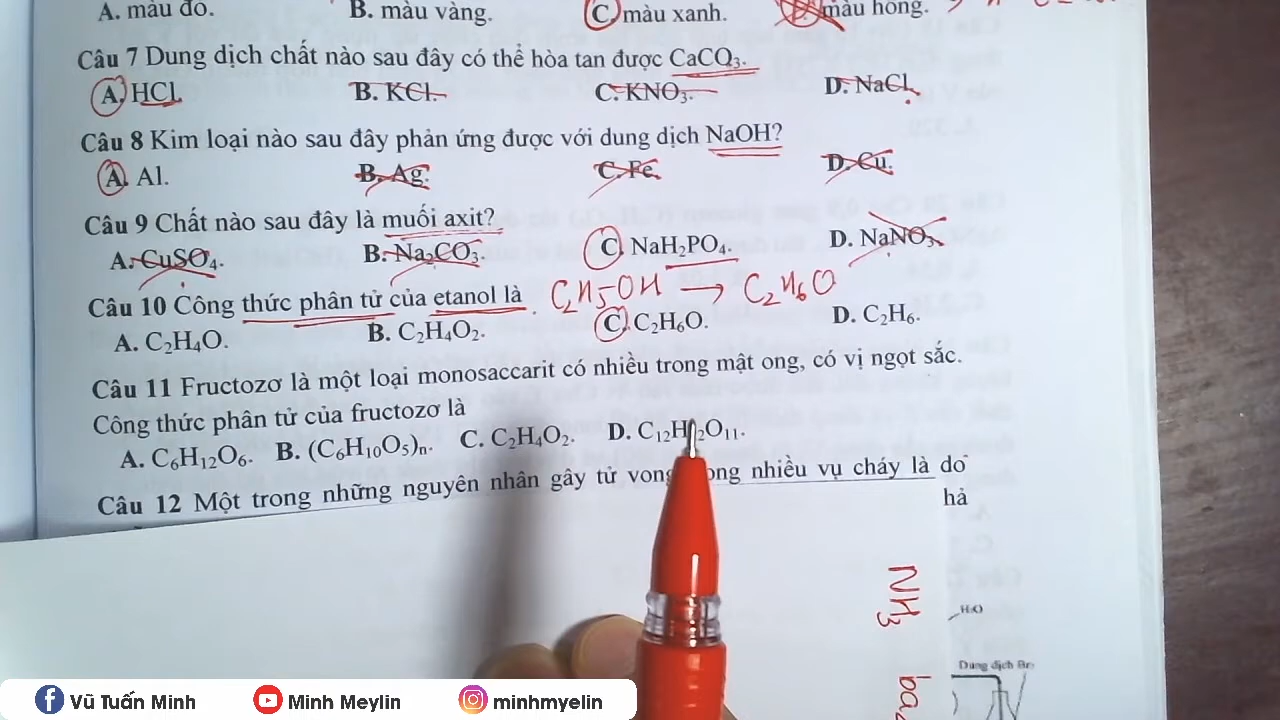 A. màu đỏ. B. màu vàng. C. màu xanh. D. màu hồng.
Câu 7 Dung dịch chất nào sau đây có thể hòa tan được CaCO₃.
A. HCl. B. KCl. C. KNO₃. D. NaCl.
Câu 8 Kim loại nào sau đây phản ứng được với dung dịch NaOH?
A. Al. B. Ag. C. Fe. D. Cu.
Câu 9 Chất nào sau đây là muối axit?
A. CuSO₄. B. Na₂CO₃. C. NaH₂PO₄. D. NaNO₃.
Câu 10 Công thức phân tử của etanol là C₂H₅-OH → C₂H₆O
A. C₂H₄O. B. C₂H₄O₂. C. C₂H₆O. D. C₂H₆.
Câu 11 Fructozơ là một loại monosaccarit có nhiều trong mật ong, có vị ngọt sắc.
Công thức phân tử của fructozơ là
A. C₆H₁₂O₆. B. (C₆H₁₀O₅)ₙ. C. C₂H₄O₂. D. C₁₂H₂₂O₁₁.
Câu 12 Một trong những nguyên nhân gây tử vong trong nhiều vụ cháy là do
hả
NH₃
H₂O
Dung dịch Br₂
Vũ Tuấn Minh Minh Meylin minhmyelin